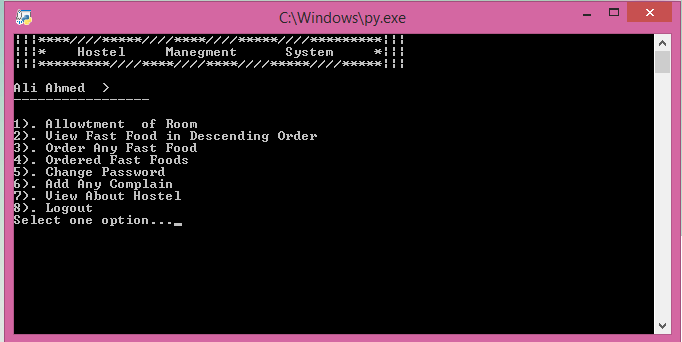 C:\Windows\py.exe
¦¦¦****////*****////****////*****////*********¦¦¦
¦¦¦*    Hostel     Manegment      System     *¦¦¦
¦¦¦*********////****////****////*****////*****¦¦¦
Ali Ahmed  >
-----------------
1). Allowtment  of Room
2). View Fast Food in Descending Order
3). Order Any Fast Food
4). Ordered Fast Foods
5). Change Password
6). Add Any Complain
7). View About Hostel
8). Logout
Select one option..._